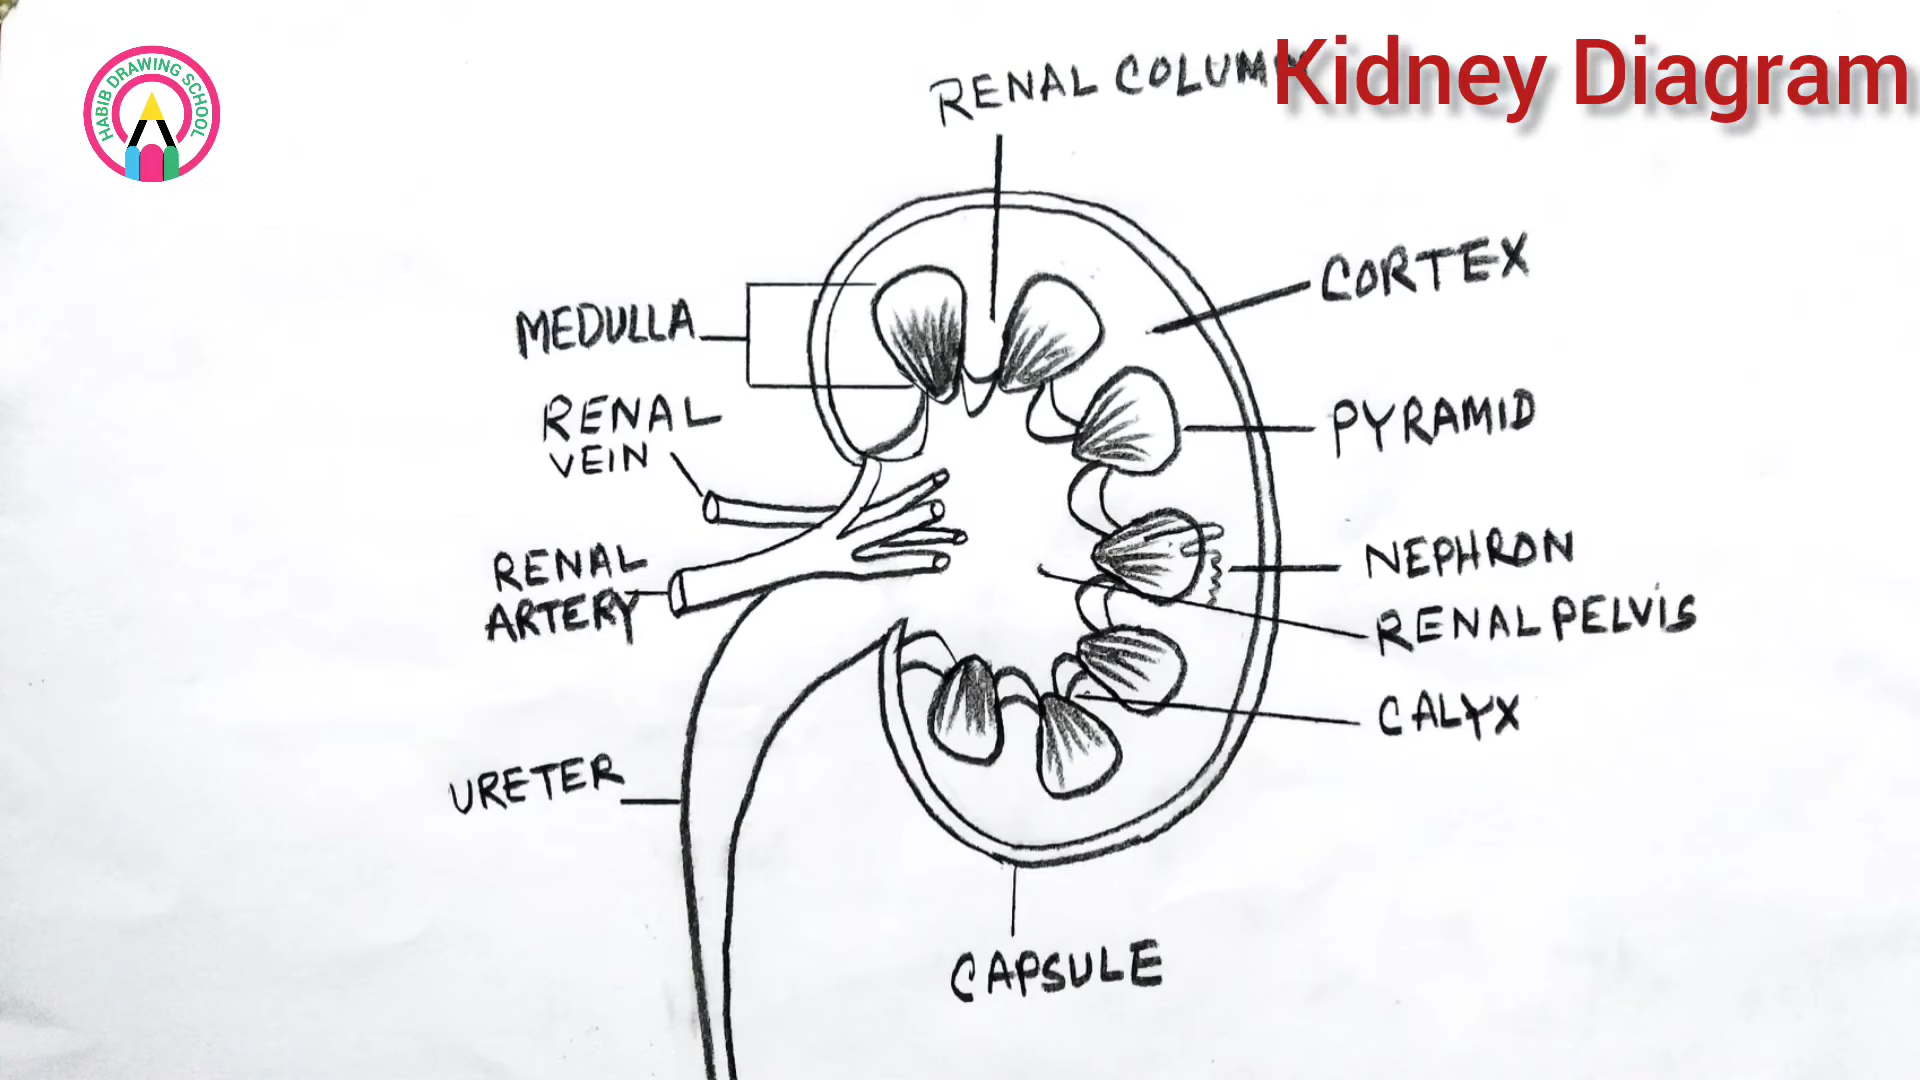 HABIB DRAWING SCHOOL
Kidney Diagram
RENAL COLUMN
CORTEX
MEDULLA
RENAL
VEIN
PYRAMID
RENAL
ARTERY
NEPHRON
RENAL PELVIS
CALYX
URETER
CAPSULE